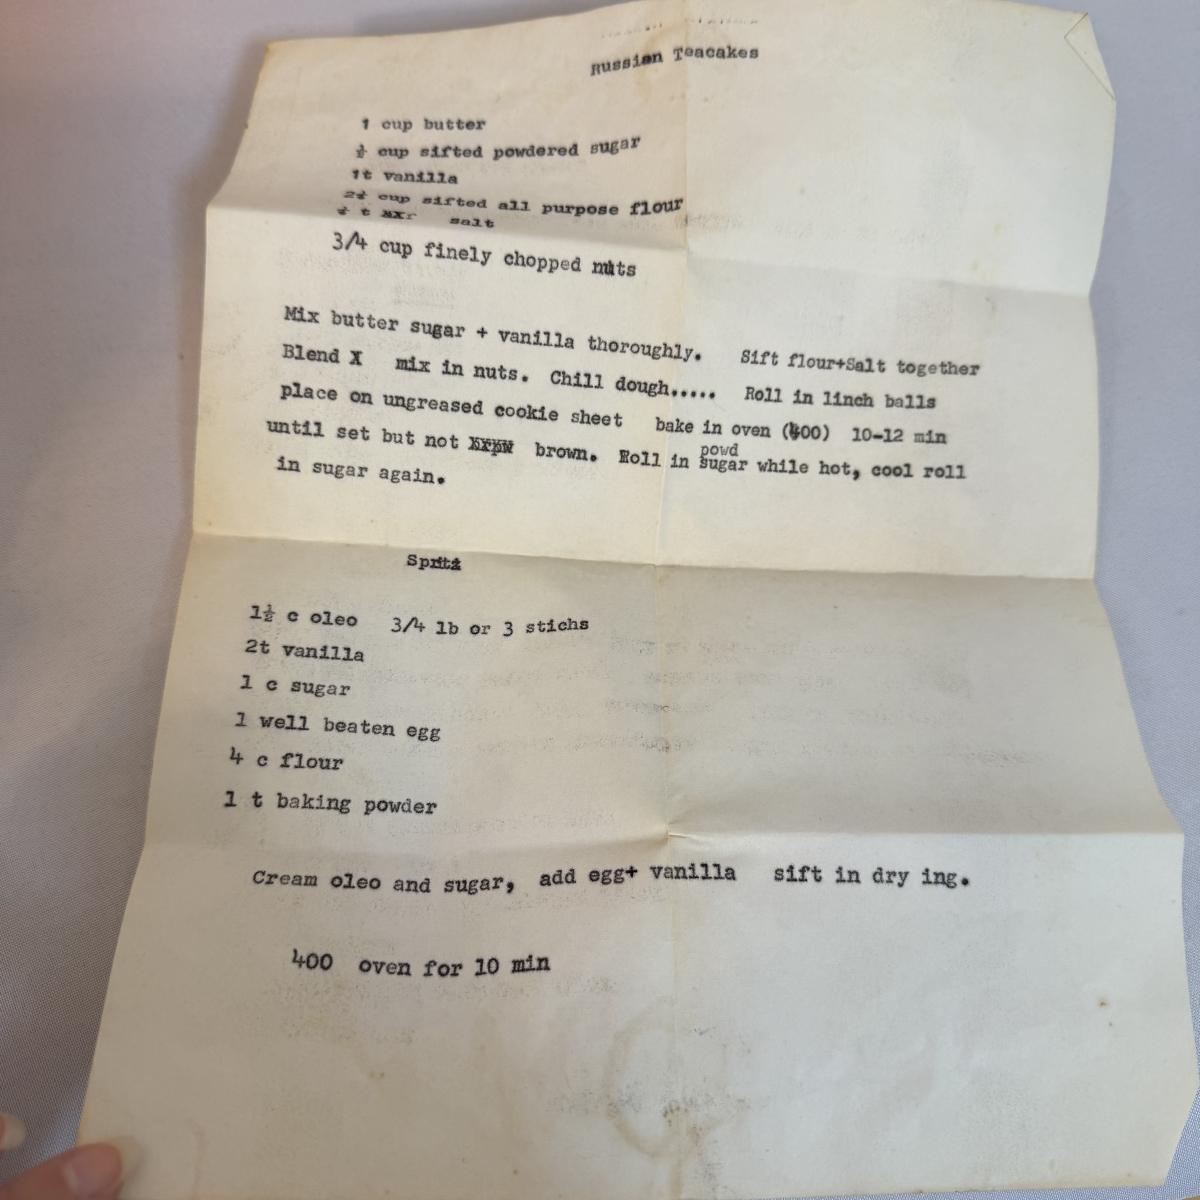 Russian Teacakes
1 cup butter
½ cup sifted powdered sugar
1t vanilla
2¼ cup sifted all purpose flour
¼ t salt
3/4 cup finely chopped nuts
Mix butter sugar + vanilla thoroughly. Sift flour+Salt together
Blend X mix in nuts. Chill dough..... Roll in 1inch balls
place on ungreased cookie sheet bake in oven (400) 10-12 min
until set but not brown. Roll in powd sugar while hot, cool roll
in sugar again.
Spritz
1½ c oleo 3/4 lb or 3 stichs
2t vanilla
1 c sugar
1 well beaten egg
4 c flour
1 t baking powder
Cream oleo and sugar, add egg+ vanilla sift in dry ing.
400 oven for 10 min